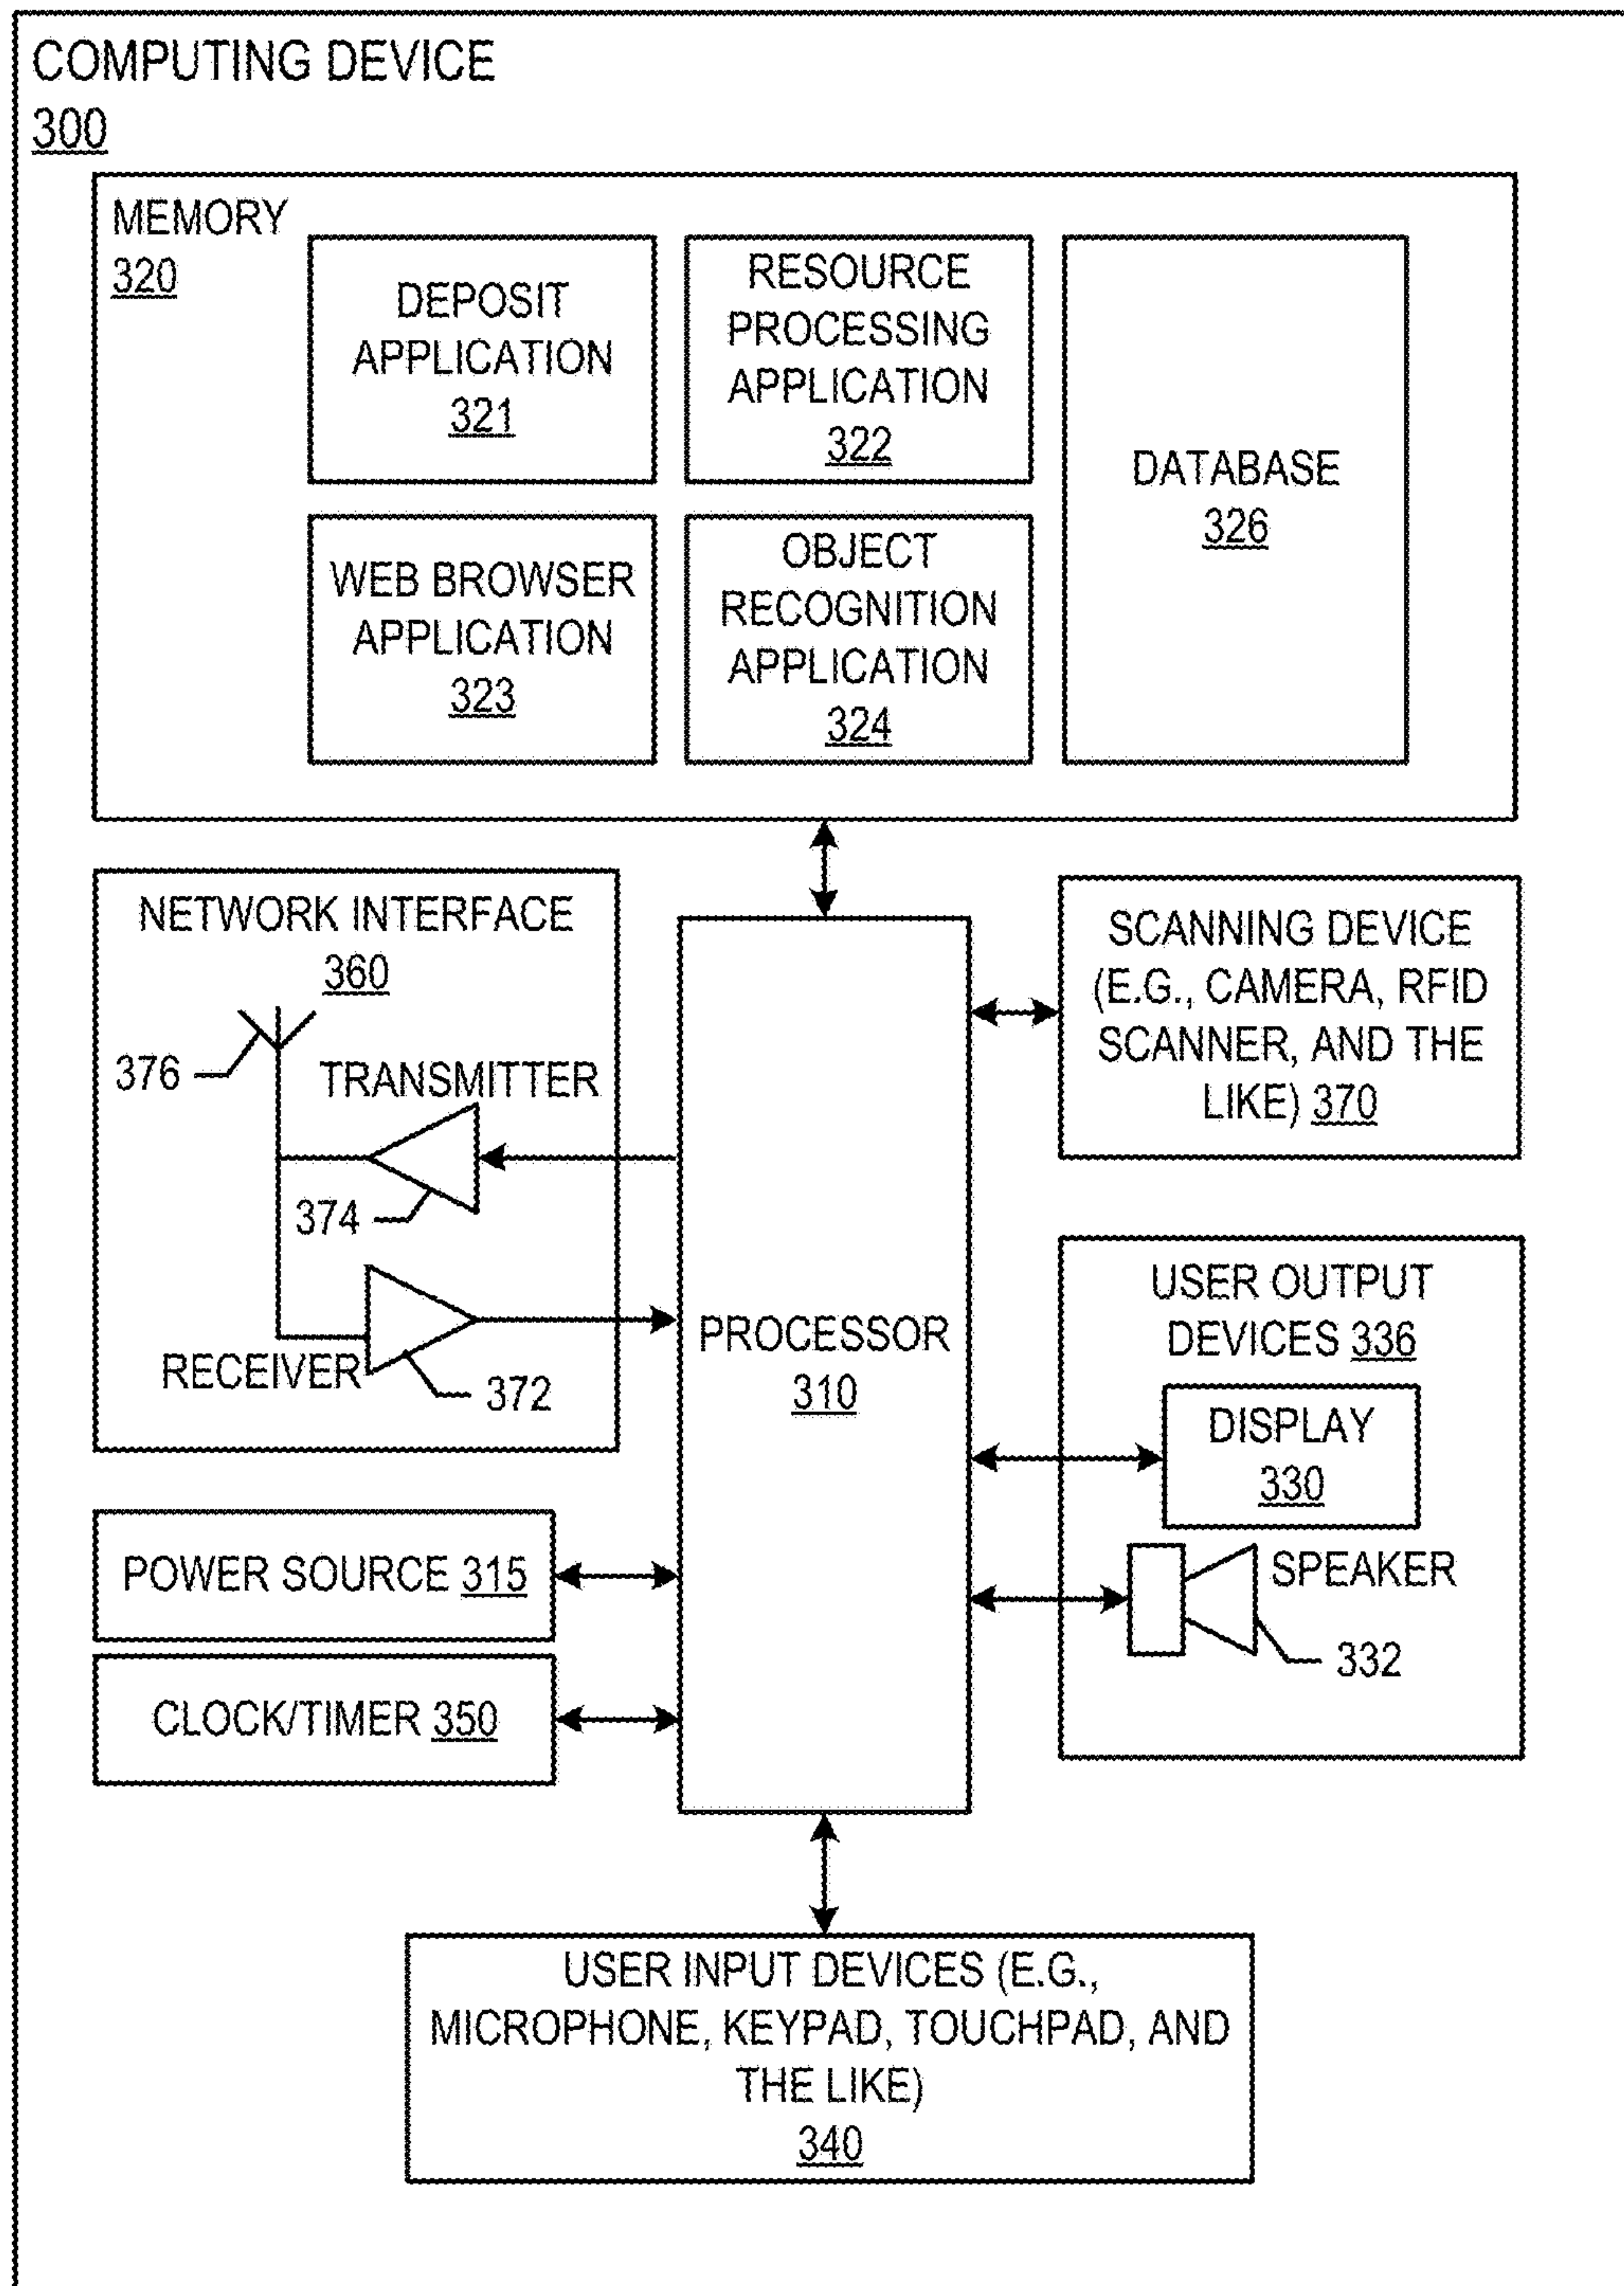 COMPUTING DEVICE
300
MEMORY
320
DEPOSIT
APPLICATION
321
RESOURCE
PROCESSING
APPLICATION
322
DATABASE
326
WEB BROWSER
APPLICATION
323
OBJECT
RECOGNITION
APPLICATION
324
NETWORK INTERFACE
360
376
TRANSMITTER
374
RECEIVER
372
PROCESSOR
310
SCANNING DEVICE
(E.G., CAMERA, RFID
SCANNER, AND THE
LIKE) 370
USER OUTPUT
DEVICES 336
DISPLAY
330
SPEAKER
332
POWER SOURCE 315
CLOCK/TIMER 350
USER INPUT DEVICES (E.G.,
MICROPHONE, KEYPAD, TOUCHPAD, AND
THE LIKE)
340